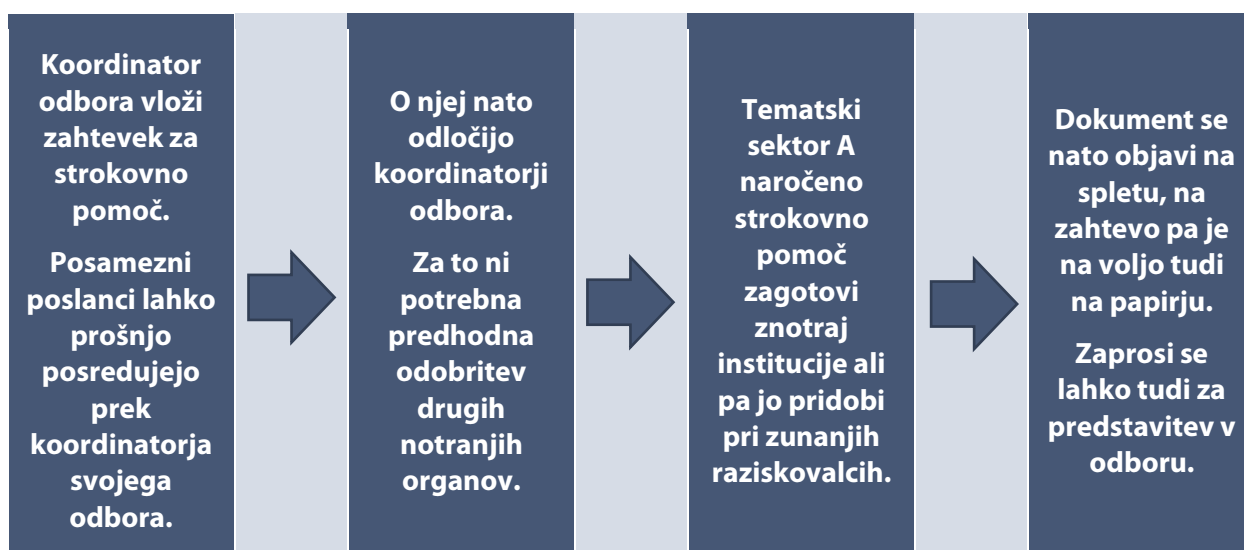 Koordinator
odbora vloži
zahtevek za
strokovno
pomoč.
Posamezni
poslanci lahko
prošnjo
posredujejo
prek
koordinatorja
svojega
odbora.
O njej nato
odločijo
koordinatorji
odbora.
Za to ni
potrebna
predhodna
odobritev
drugih
notranjih
organov.
Tematski
sektor A
naročeno
strokovno
pomoč
zagotovi
znotraj
institucije ali
pa jo pridobi
pri zunanjih
raziskovalcih.
Dokument se
nato objavi na
spletu, na
zahtevo pa je
na voljo tudi
na papirju.
Zaprosi se
lahko tudi za
predstavitev v
odboru.